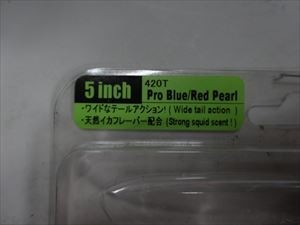 5 inch
420T
Pro Blue/Red Pearl
・ワイドなテールアクション!(Wide tail action)
・天然イカフレーバー配合(Strong squid scent!)